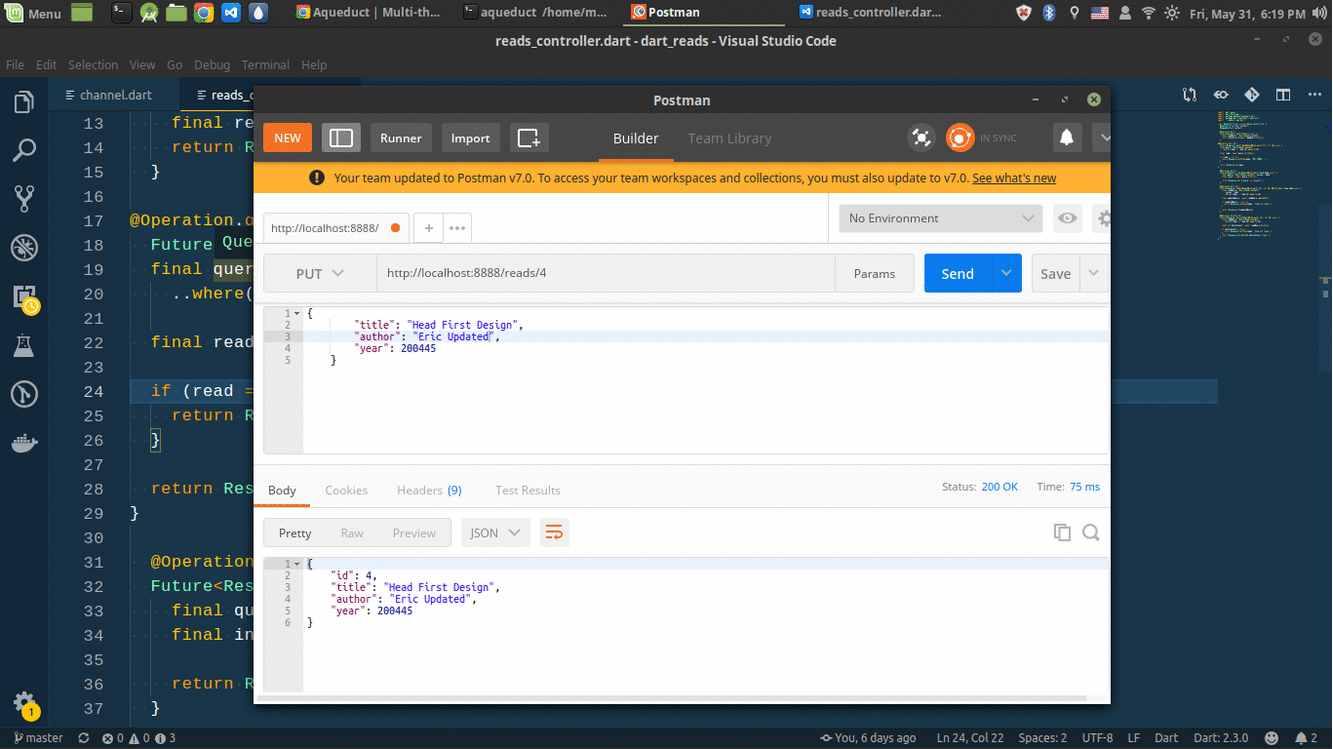 Menu
Aqueduct | Multi-th...
aqueduct /home/m...
Postman
reads_controller.dar...
Fri, May 31, 6:19 PM
reads_controller.dart - dart_reads - Visual Studio Code
File Edit Selection View Go Debug Terminal Help
channel.dart
reads_c
13 final re
14 return R
15 }
16
17 @Operation.
18 Future
Que
19 final quer
20 ..where(
21
22 final read
23
24 if (read =
25 return R
26 }
27
28 return Res
29 }
30
31 @Operation
32 Future<Res
33 final qu
34 final in
35
36 return R
37 }
Postman
NEW
Runner
Import
Builder
Team Library
IN SYNC
Your team updated to Postman v7.0. To access your team workspaces and collections, you must also update to v7.0. See what's new
http://localhost:8888/
+
•••
No Environment
PUT
http://localhost:8888/reads/4
Params
Send
Save
1 {
2 "title": "Head First Design",
3 "author": "Eric Updated",
4 "year": 200445
5 }
Body
Cookies
Headers (9)
Test Results
Status: 200 OK
Time: 75 ms
Pretty
Raw
Preview
JSON
1 {
2 "id": 4,
3 "title": "Head First Design",
4 "author": "Eric Updated",
5 "year": 200445
6 }
1
master
0
0
3
You, 6 days ago
Ln 24, Col 22
Spaces: 2
UTF-8
LF
Dart
Dart: 2.3.0
2